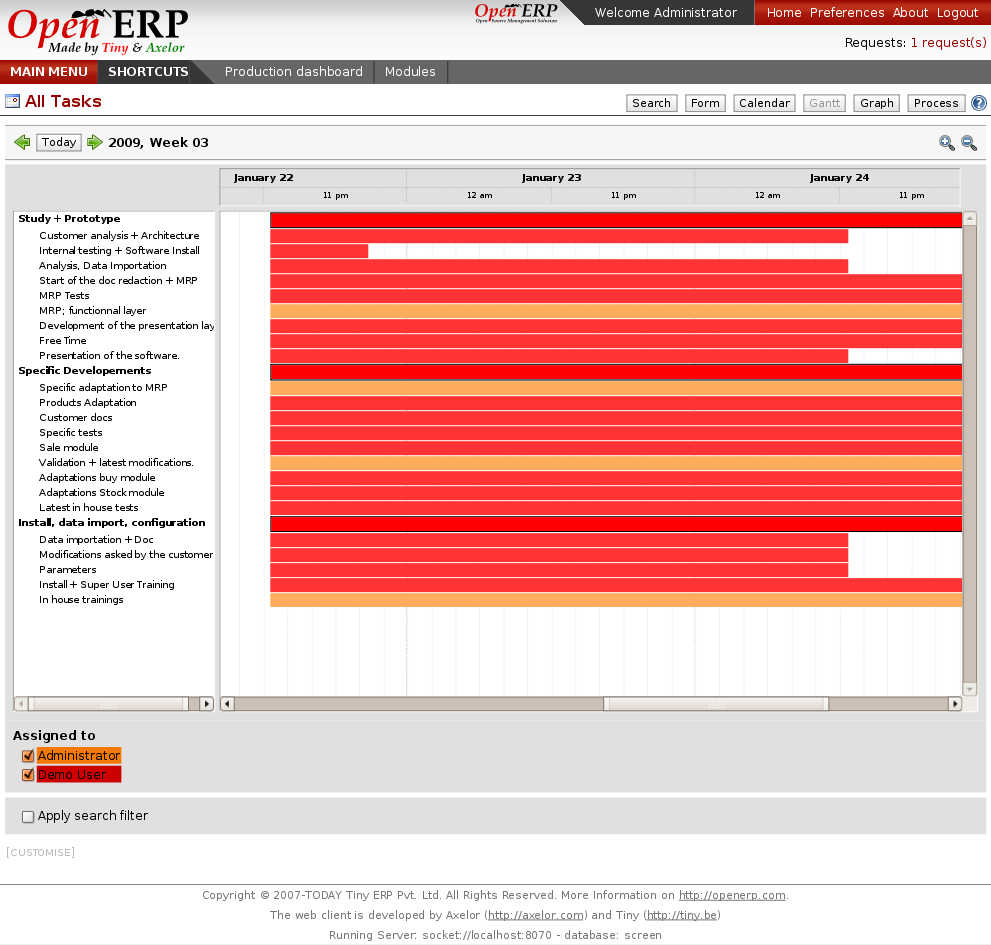 Open ERP
Made by Tiny & Axelor
Open ERP
Open Source Management Solution
Welcome Administrator
Home Preferences About Logout
Requests: 1 request(s)
MAIN MENU SHORTCUTS Production dashboard Modules
All Tasks
Search Form Calendar Gantt Graph Process ?
Today 2009, Week 03
January 22 January 23 January 24
11 pm 12 am 11 pm 12 am 11 pm
Study + Prototype
Customer analysis + Architecture
Internal testing + Software Install
Analysis, Data Importation
Start of the doc redaction + MRP
MRP Tests
MRP; functionnal layer
Development of the presentation lay
Free Time
Presentation of the software.
Specific Developements
Specific adaptation to MRP
Products Adaptation
Customer docs
Specific tests
Sale module
Validation + latest modifications.
Adaptations buy module
Adaptations Stock module
Latest in house tests
Install, data import, configuration
Data importation + Doc
Modifications asked by the customer
Parameters
Install + Super User Training
In house trainings
Assigned to
Administrator
Demo User
Apply search filter
[CUSTOMISE]
Copyright © 2007-TODAY Tiny ERP Pvt. Ltd. All Rights Reserved. More Information on http://openerp.com.
The web client is developed by Axelor (http://axelor.com) and Tiny (http://tiny.be)
Running Server: socket://localhost:8070 - database: screen